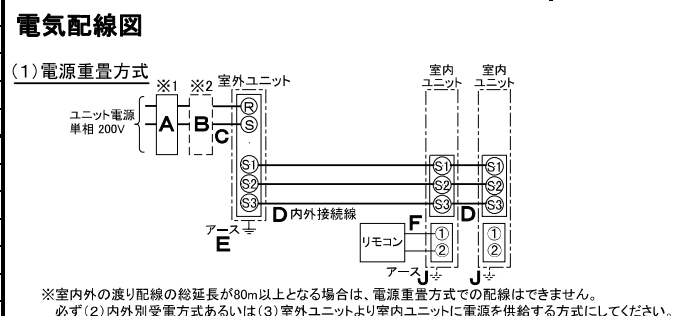 電気配線図
(1)電源重畳方式
※1 ※2 室外ユニット
室内
ユニット
室内
ユニット
ユニット電源
単相 200V
A
B
C
R
S
S1
S2
S3
S1
S2
S3
S1
S2
S3
D 内外接続線
D
F
アース
E
リモコン
①
②
①
②
アース J
J
※室内外の渡り配線の総延長が80m以上となる場合は、電源重畳方式での配線はできません。
必ず(2)内外別受電方式あるいは(3)室外ユニットより室内ユニットに電源を供給する方式にしてください。